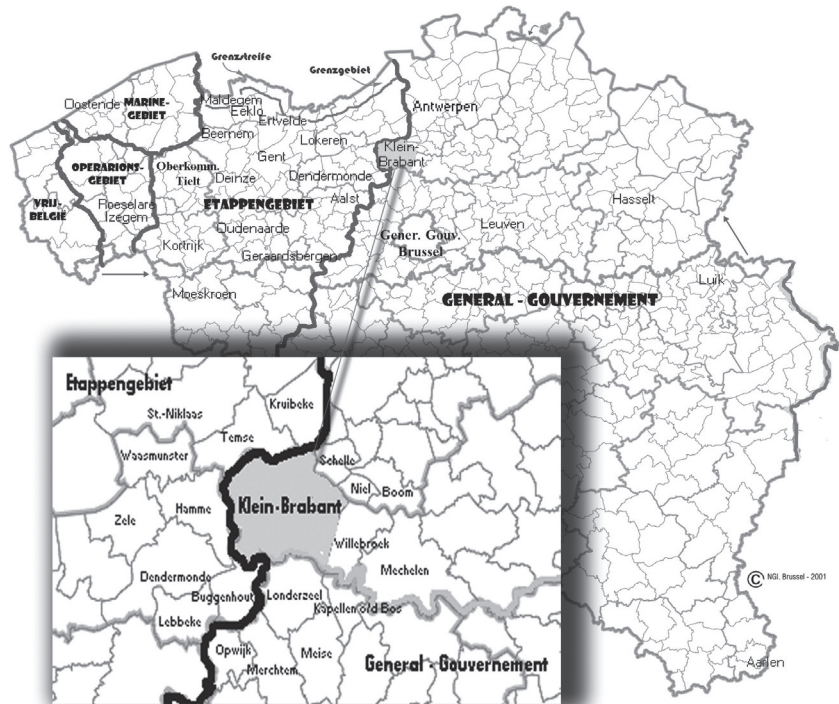 Grenzstreife
Grenzgebiet
Oostende
MARINE-
GEBIET
Maldegem
Eeklo
Ertvelde
Antwerpen
Beernem
Lokeren
Klein-
Brabant
OPERARIONS-
GEBIET
Oberkomm.
Tielt
Gent
Deinze
Dendermonde
VRIJ-
BELGIË
Roeselare
Izegem
ETAPPENGEBIET
Aalst
Hasselt
Oudenaarde
Gener. Gouv.
Brussel
Leuven
Kortrijk
Geraardsbergen
Moeskroen
GENERAL - GOUVERNEMENT
Luik
Etappengebiet
Kruibeke
St.-Niklaas
Temse
Waasmunster
Schelle
Niel
Boom
Zele
Hamme
Klein-Brabant
Willebroek
Mechelen
Dendermonde
Buggenhout
Londerzeel
Kapellen o/d Bos
Lebbeke
Opwijk
Meise
Merchtem
General - Gouvernement
© NGI. Brussel - 2001
Aarlen